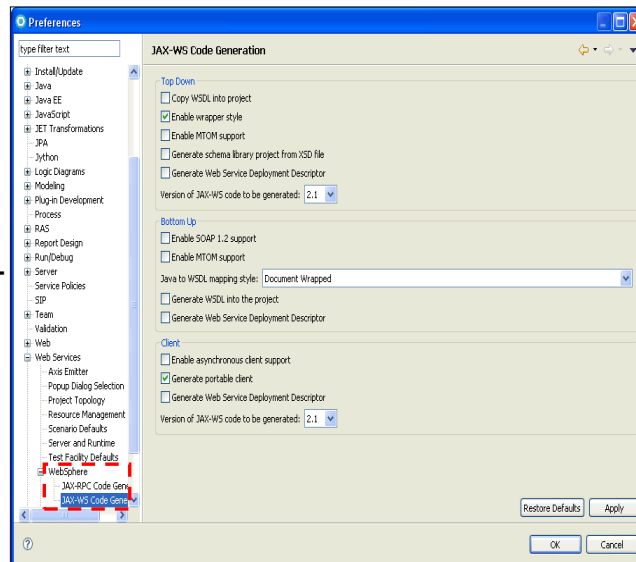 Preferences
type filter text
JAX-WS Code Generation
Install/Update
Java
Java EE
JavaScript
JET Transformations
JPA
Jython
Logic Diagrams
Modeling
Plug-in Development
Process
RAS
Report Design
Run/Debug
Server
Service Policies
SIP
Team
Validation
Web
Web Services
Axis Emitter
Popup Dialog Selection
Project Topology
Resource Management
Scenario Defaults
Server and Runtime
Test Facility Defaults
WebSphere
JAX-RPC Code Gene
JAX-WS Code Gene
Top Down
Copy WSDL into project
Enable wrapper style
Enable MTOM support
Generate schema library project from XSD file
Generate Web Service Deployment Descriptor
Version of JAX-WS code to be generated: 2.1
Bottom Up
Enable SOAP 1.2 support
Enable MTOM support
Java to WSDL mapping style: Document Wrapped
Generate WSDL into the project
Generate Web Service Deployment Descriptor
Client
Enable asynchronous client support
Generate portable client
Generate Web Service Deployment Descriptor
Version of JAX-WS code to be generated: 2.1
Restore Defaults Apply
? OK Cancel